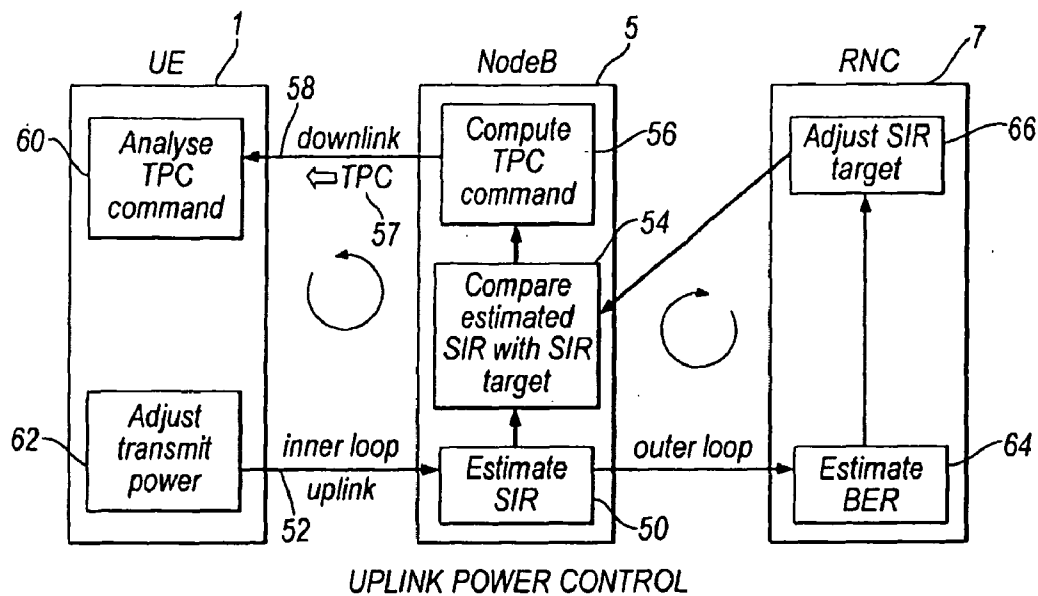 1
5
7
UE
NodeB
RNC
58
60
Analyse
TPC
command
downlink
TPC
57
Compute
TPC
command
56
Adjust SIR
target
66
54
Compare
estimated
SIR with SIR
target
62
Adjust
transmit
power
inner loop
uplink
52
Estimate
SIR
50
outer loop
Estimate
BER
64
UPLINK POWER CONTROL